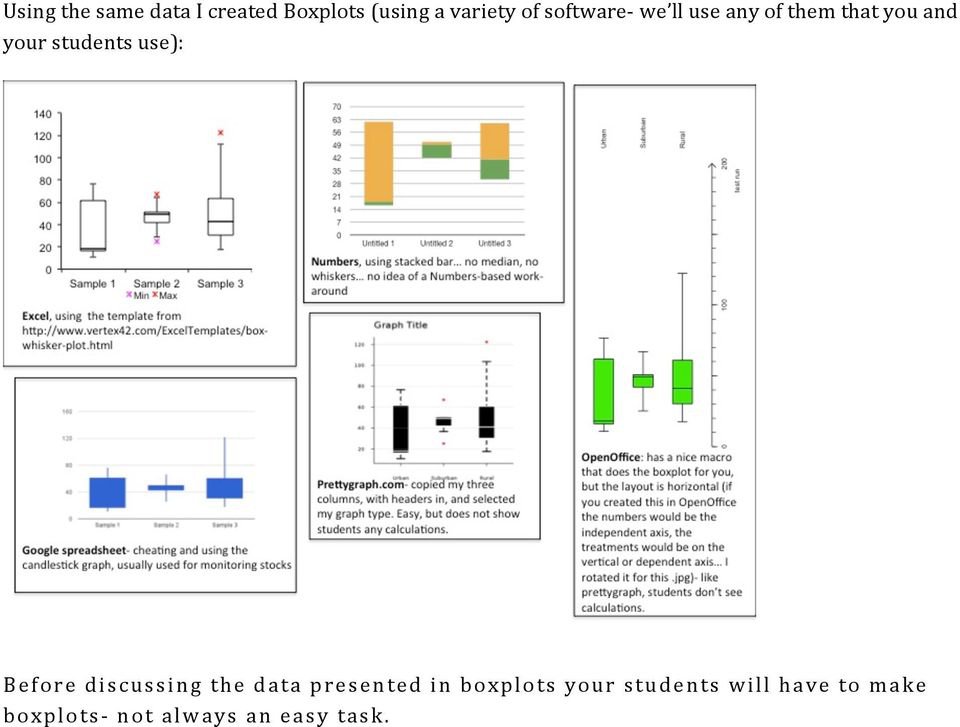 Using the same data I created Boxplots (using a variety of software- we'll use any of them that you and
your students use):
140
120
100
80
60
40
20
0
Sample 1 Sample 2 Sample 3
×Min ×Max
Excel, using the template from
http://www.vertex42.com/ExcelTemplates/box-
whisker-plot.html
70
63
56
49
42
35
28
21
14
7
0
Untitled 1 Untitled 2 Untitled 3
Numbers, using stacked bar... no median, no
whiskers... no idea of a Numbers-based work-
around
160
120
80
40
0
Sample 1 Sample 2 Sample 3
Google spreadsheet- cheating and using the
candlestick graph, usually used for monitoring stocks
Graph Title
120
100
80
60
40
20
Urban Suburban Rural
Prettygraph.com- copied my three
columns, with headers in, and selected
my graph type. Easy, but does not show
students any calculations.
Urban
Suburban
Rural
200
test run
100
0
OpenOffice: has a nice macro
that does the boxplot for you,
but the layout is horizontal (if
you created this in OpenOffice
the numbers would be the
independent axis, the
treatments would be on the
vertical or dependent axis... I
rotated it for this .jpg)- like
prettygraph, students don't see
calculations.
Before discussing the data presented in boxplots your students will have to make
boxplots- not always an easy task.